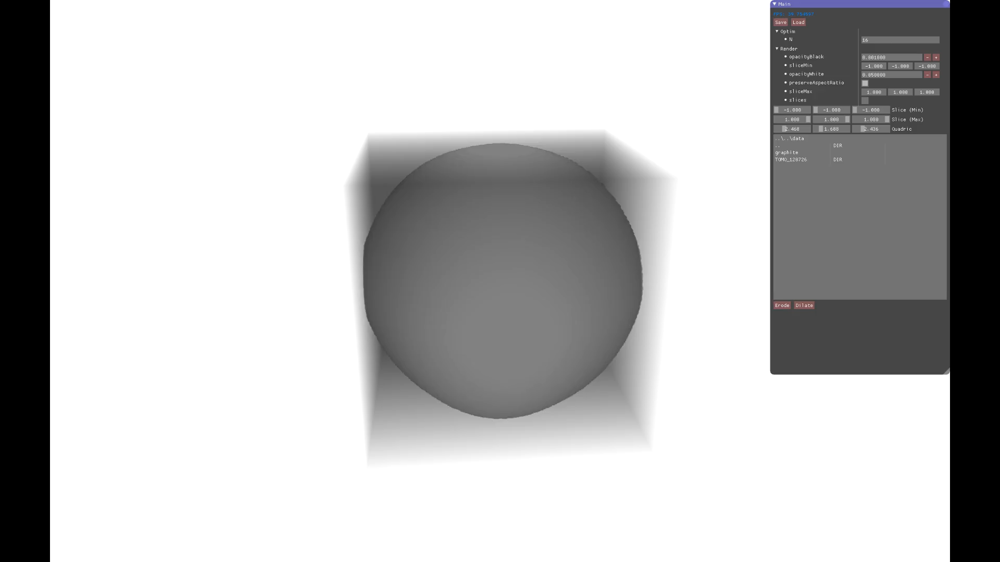 Main
FPS: 39.754597
Save Load
Optim
N 16
Render
opacityBlack 0.001000 - +
sliceMin -1.000 -1.000 -1.000
opacityWhite 0.050000 - +
preserveAspectRatio
sliceMax 1.000 1.000 1.000
slices
-1.000 -1.000 -1.000 Slice (Min)
1.000 1.000 1.000 Slice (Max)
2.468 1.688 2.436 Quadric
..\..\data
.. DIR
graphite
TOMO_120726 DIR
Erode Dilate